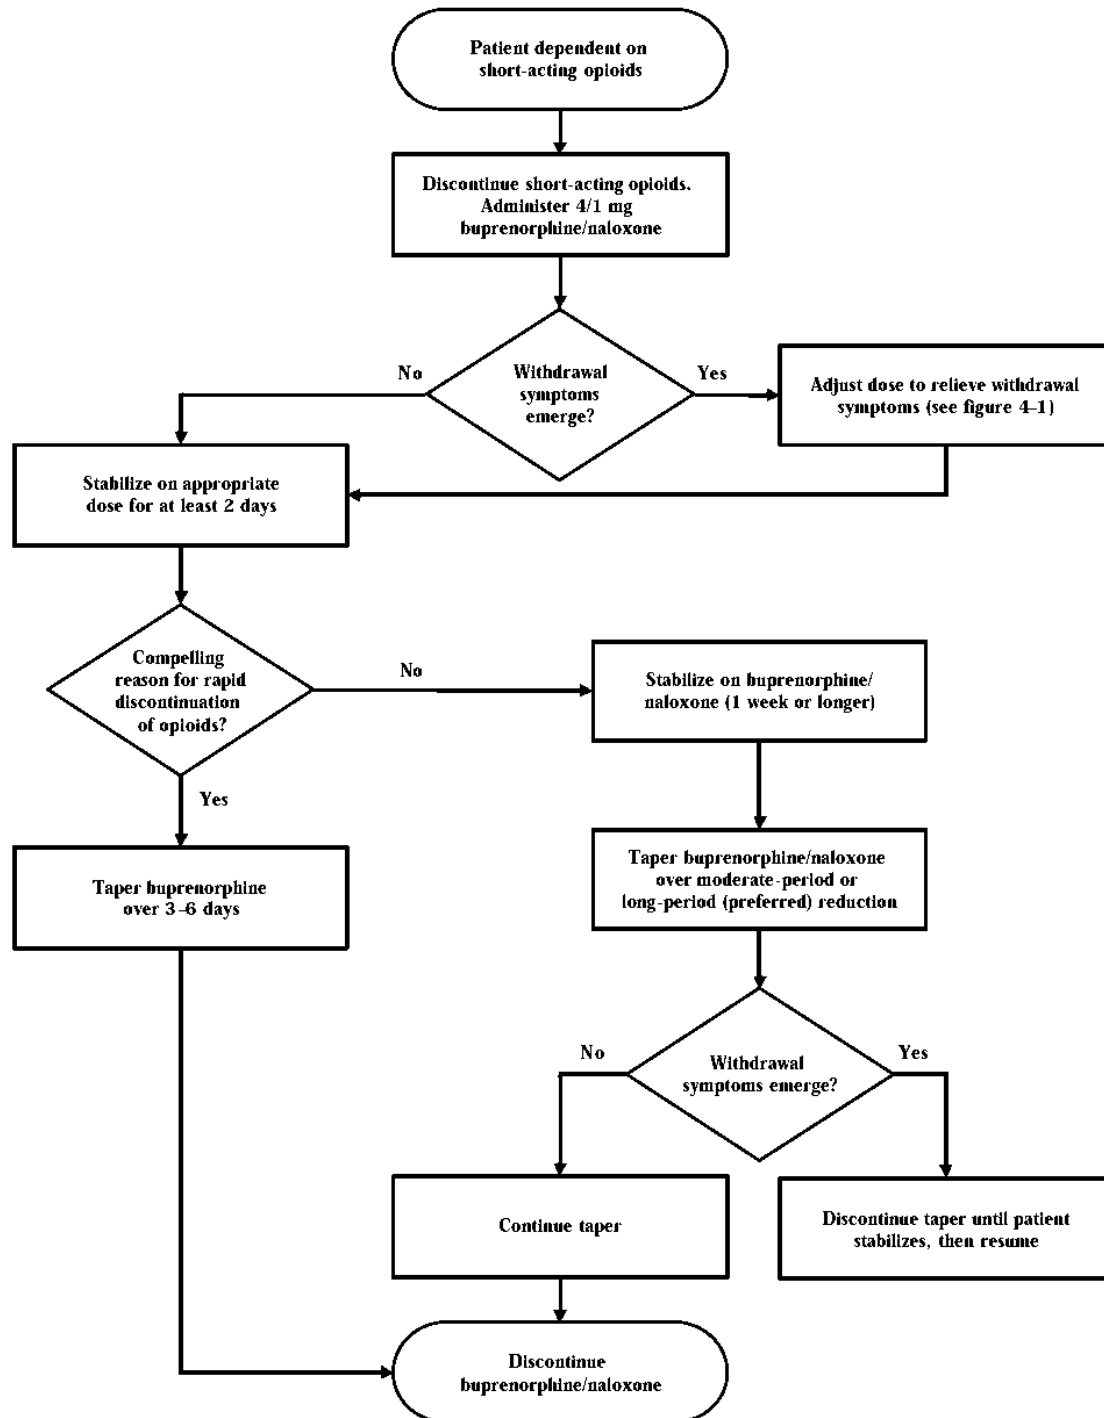 Patient dependent on
short-acting opioids
Discontinue short-acting opioids.
Administer 4/1 mg
buprenorphine/naloxone
No
Withdrawal
symptoms
emerge?
Yes
Adjust dose to relieve withdrawal
symptoms (see figure 4–1)
Stabilize on appropriate
dose for at least 2 days
Compelling
reason for rapid
discontinuation
of opioids?
No
Stabilize on buprenorphine/
naloxone (1 week or longer)
Yes
Taper buprenorphine
over 3–6 days
Taper buprenorphine/naloxone
over moderate-period or
long-period (preferred) reduction
No
Withdrawal
symptoms emerge?
Yes
Continue taper
Discontinue taper until patient
stabilizes, then resume
Discontinue
buprenorphine/naloxone